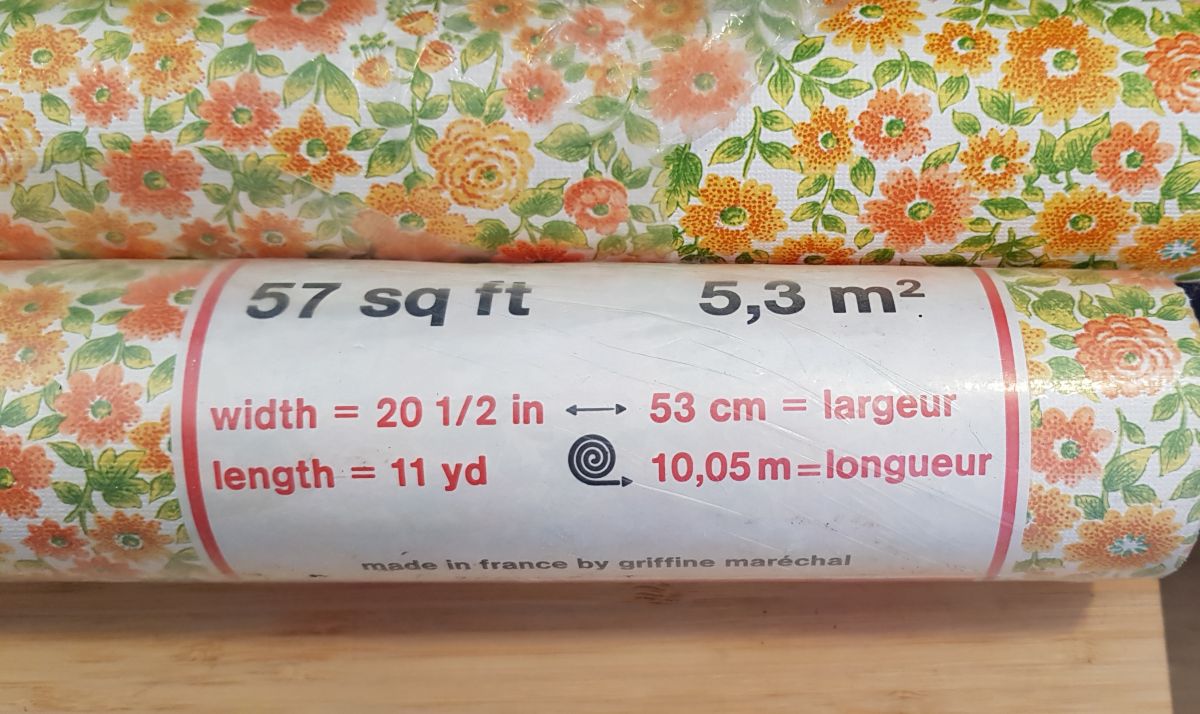 57 sq ft 5,3 m²
width = 20 1/2 in ↔ 53 cm = largeur
length = 11 yd 10,05 m = longueur
made in france by griffine maréchal